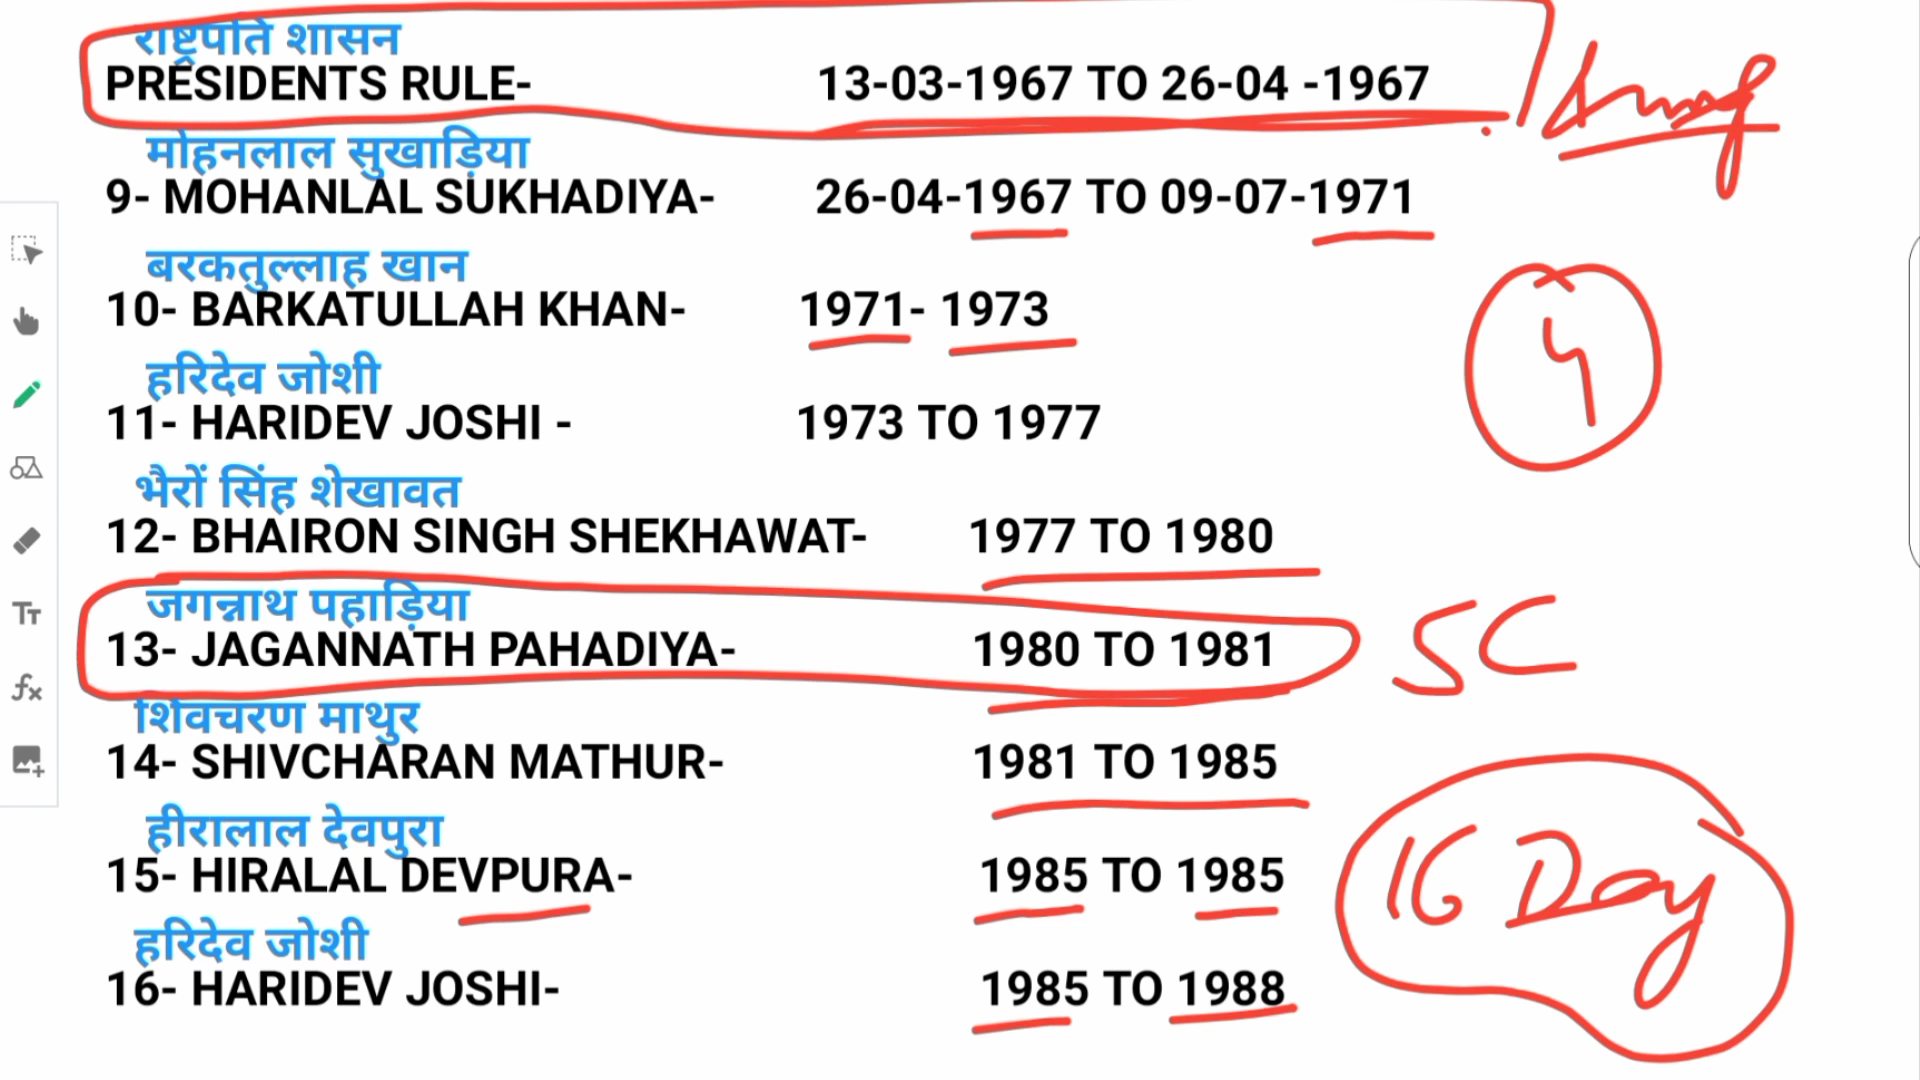 राष्ट्रपति शासन
PRESIDENTS RULE- 13-03-1967 TO 26-04 -1967
मोहनलाल सुखाड़िया
9- MOHANLAL SUKHADIYA- 26-04-1967 TO 09-07-1971
बरकतुल्लाह खान
10- BARKATULLAH KHAN- 1971- 1973
4
हरिदेव जोशी
11- HARIDEV JOSHI - 1973 TO 1977
भैरों सिंह शेखावत
12- BHAIRON SINGH SHEKHAWAT- 1977 TO 1980
जगन्नाथ पहाड़िया
13- JAGANNATH PAHADIYA- 1980 TO 1981 SC
शिवचरण माथुर
14- SHIVCHARAN MATHUR- 1981 TO 1985
हीरालाल देवपुरा
15- HIRALAL DEVPURA- 1985 TO 1985 16 Day
हरिदेव जोशी
16- HARIDEV JOSHI- 1985 TO 1988
Tт
fx